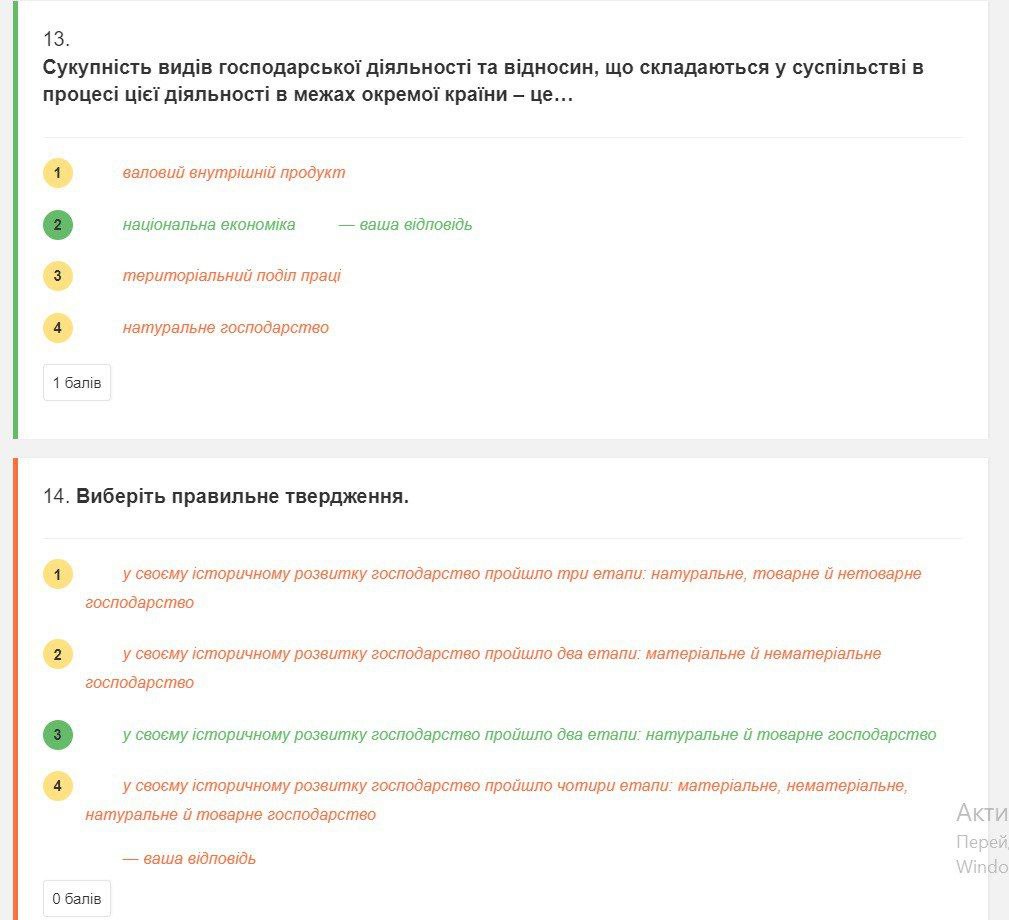 13.
Сукупність видів господарської діяльності та відносин, що складаються у суспільстві в
процесі цієї діяльності в межах окремої країни – це…
1 валовий внутрішній продукт
2 національна економіка — ваша відповідь
3 територіальний поділ праці
4 натуральне господарство
1 балів
14. Виберіть правильне твердження.
1 у своєму історичному розвитку господарство пройшло три етапи: натуральне, товарне й нетоварне
господарство
2 у своєму історичному розвитку господарство пройшло два етапи: матеріальне й нематеріальне
господарство
3 у своєму історичному розвитку господарство пройшло два етапи: натуральне й товарне господарство
4 у своєму історичному розвитку господарство пройшло чотири етапи: матеріальне, нематеріальне,
натуральне й товарне господарство
— ваша відповідь
Акти
Перей
Windo
0 балів